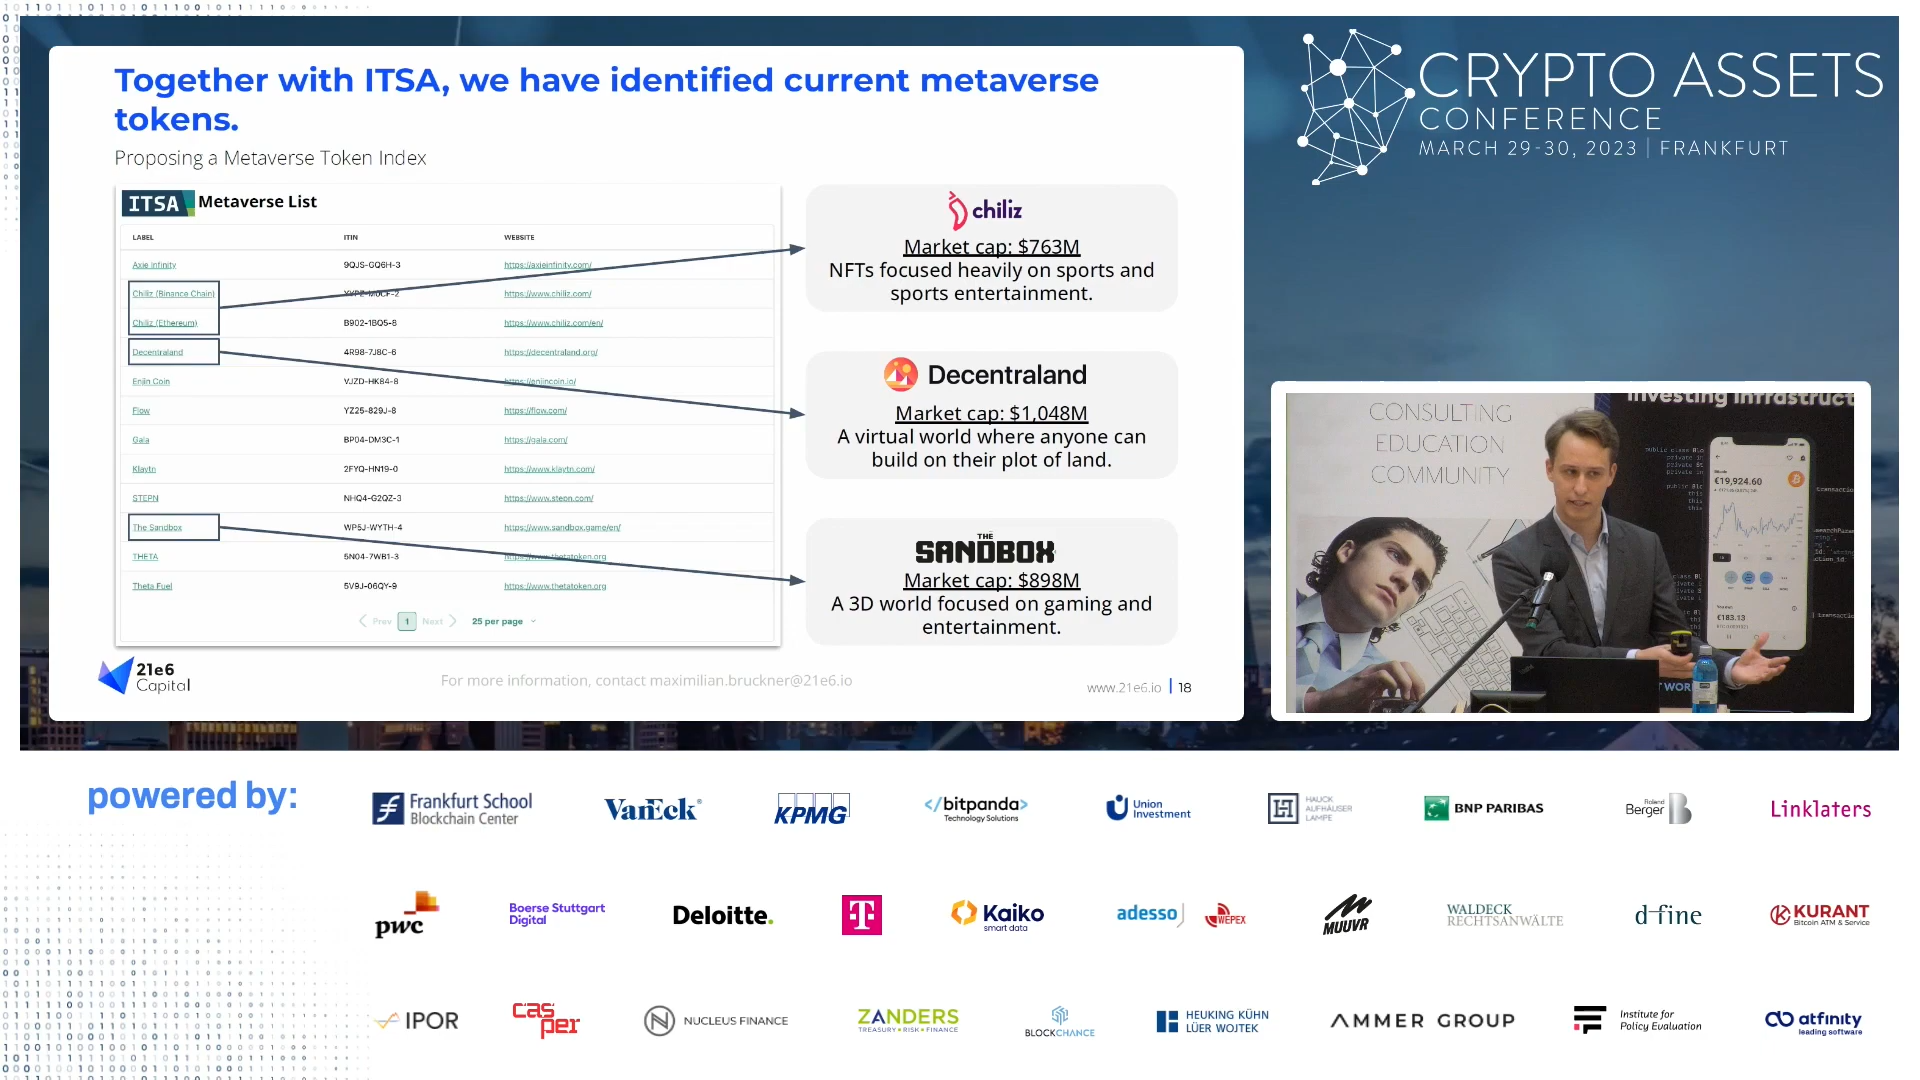 Together with ITSA, we have identified current metaverse
tokens.
Proposing a Metaverse Token Index
ITSA Metaverse List
LABEL ITIN WEBSITE
Axie Infinity 9QJS-GQ6H-3 https://axieinfinity.com/
Chiliz (Binance Chain) https://www.chiliz.com/
Chiliz (Ethereum) B902-1BQ5-8 https://www.chiliz.com/en/
Decentraland 4R98-7J8C-6 https://decentraland.org/
Enjin Coin VJZD-HK84-8 https://enjincoin.io/
Flow YZ25-829J-8 https://flow.com/
Gala BP04-DM3C-1 https://gala.com/
Klaytn 2FYQ-HN19-0 https://www.klaytn.com/
STEPN NHQ4-G2QZ-3 https://www.stepn.com/
The Sandbox WP5J-WYTH-4 https://www.sandbox.game/en/
THETA 5N04-7WB1-3 https://www.thetatoken.org
Theta Fuel 5V9J-06QY-9 https://www.thetatoken.org
Prev 1 Next 25 per page
chiliz
Market cap: $763M
NFTs focused heavily on sports and
sports entertainment.
Decentraland
Market cap: $1,048M
A virtual world where anyone can
build on their plot of land.
THE
SANDBOX
Market cap: $898M
A 3D world focused on gaming and
entertainment.
21e6
Capital
For more information, contact maximilian.bruckner@21e6.io
www.21e6.io | 18
CRYPTO ASSETS
CONFERENCE
MARCH 29-30, 2023 | FRANKFURT
CONSULTING
EDUCATION
COMMUNITY
investing infrastruct
Bitcoin
€19,924.60
€183.13
powered by:
Frankfurt School
Blockchain Center
VanEck®
KPMG
</bitpanda>
Technology Solutions
Union
Investment
HAUCK
AUFHÄUSER
LAMPE
BNP PARIBAS
Roland
Berger B
Linklaters
pwc
Boerse Stuttgart
Digital
Deloitte.
T
Kaiko
smart data
adesso
WEPEX
MUUVR
WALDECK
RECHTSANWÄLTE
d-fine
KURANT
Bitcoin ATM & Service
IPOR
casper
NUCLEUS FINANCE
ZANDERS
TREASURY • RISK • FINANCE
BLOCKCHANCE
HEUKING KÜHN
LÜER WOJTEK
AMMER GROUP
Institute for
Policy Evaluation
atfinity
leading software